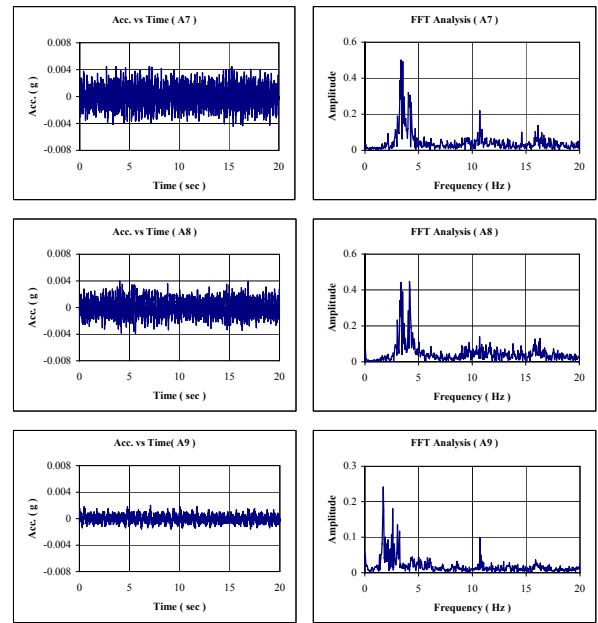 Acc. vs Time ( A7 )
0.008
0.004
0
-0.004
-0.008
Acc. ( g )
0 5 10 15 20
Time ( sec )
FFT Analysis ( A7 )
0.6
0.4
0.2
0
Amplitude
0 5 10 15 20
Frequency ( Hz )
Acc. vs Time ( A8 )
0.008
0.004
0
-0.004
-0.008
Acc. ( g )
0 5 10 15 20
Time ( sec )
FFT Analysis ( A8 )
0.6
0.4
0.2
0
Amplitude
0 5 10 15 20
Frequency ( Hz )
Acc. vs Time( A9 )
0.008
0.004
0
-0.004
-0.008
Acc. ( g )
0 5 10 15 20
Time ( sec )
FFT Analysis ( A9 )
0.3
0.2
0.1
0
Amplitude
0 5 10 15 20
Frequency ( Hz )